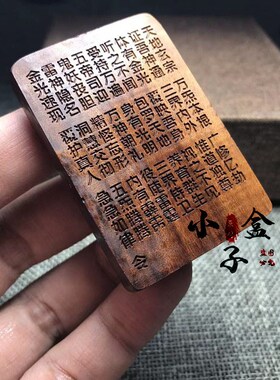 天地玄宗 万炁本根 广修亿劫
证吾神通 三界内外 惟道独尊
体有金光 覆映吾身 视之不见
听之不闻 包罗天地 养育群生
受持万遍 身有光明 三界侍卫
五帝司迎 万神朝礼 役使雷霆
鬼妖丧胆 精怪忘形 内有霹雳
雷神隐名 洞慧交彻 五炁腾腾
金光速现 覆护真人 急急如律
令
小盒子